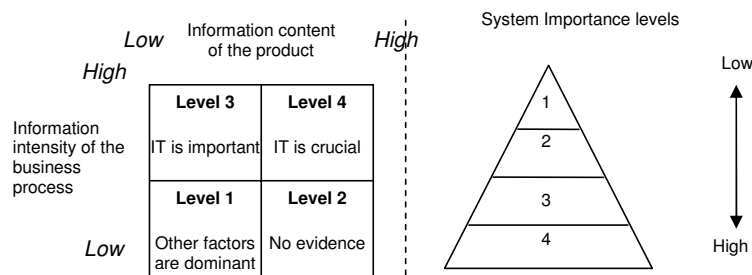 Information content
of the product
Low
High
High
Information
intensity of the
business
process
Low
Level 3
IT is important
Level 4
IT is crucial
Level 1
Other factors
are dominant
Level 2
No evidence
System Importance levels
1
2
3
4
Low
High